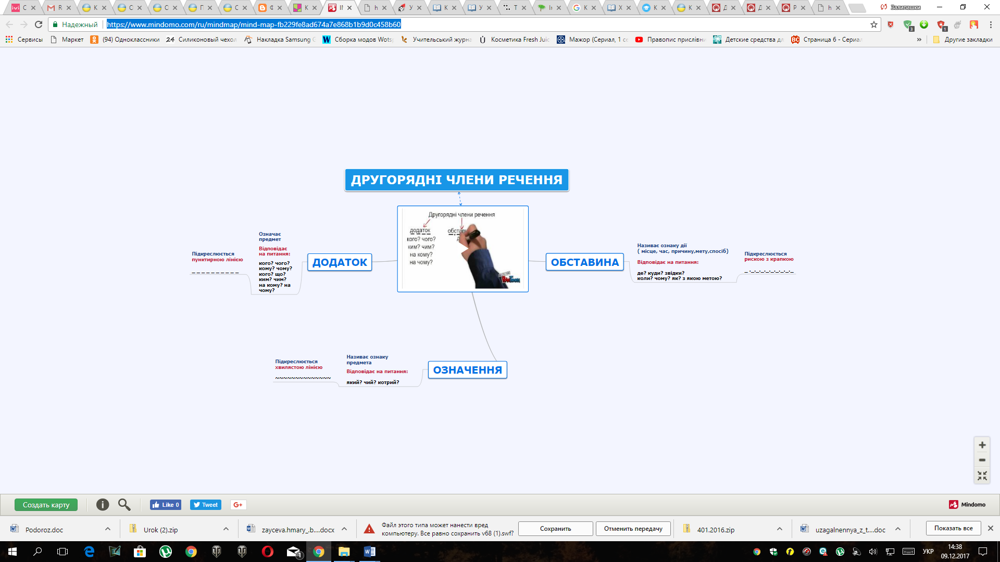 С
R
К
О
О
П
С
Ф
К
h
У
К
У
Т
К
Х
К
К
Д
Д
Р
h
Залипашки
Надежный
https://www.mindomo.com/ru/mindmap/mind-map-fb229fe8ad674a7e868b1b9d0c458b60
Сервисы
Маркет
(94) Одноклассники
24 Силиконовый чехол
Накладка Samsung
Сборка модов Wots
Учительський журна
Косметика Fresh Juic
Мажор (Сериал, 1 се
Правопис прислівн
Детские средства дл
Страница 6 - Сериал
»
Другие закладки
ДРУГОРЯДНІ ЧЛЕНИ РЕЧЕННЯ
Другорядні члени речення
додаток
кого? чого?
ким? чим?
на кому?
на чому?
обстав
Означає
предмет
Відповідає
на питання:
кого? чого?
кому? чому?
кого? що?
ким? чим?
на кому? на
чому?
Підкреслюється
пунктирною лінією
_ _ _ _ _ _ _ _ _ _
ДОДАТОК
ОБСТАВИНА
Називає ознаку дії
( місце, час, причину,мету,спосіб)
Відповідає на питання:
де? куди? звідки?
коли? чому? як? з якою метою?
Підкреслюється
рискою з крапкою
_ ._._._._._._._._._
Підкреслюється
хвилястою лінією
~~~~~~~~~~~~~~
Називає ознаку
предмета
Відповідає на питання:
який? чий? котрий?
ОЗНАЧЕННЯ
Создать карту
Like 0
Tweet
G+
Mindomo
Podoroz.doc
Urok (2).zip
zayceva.hmary_.b....docx
Файл этого типа может нанести вред
компьютеру. Все равно сохранить v68 (1).swf?
Сохранить
Отменить передачу
401.2016.zip
uzagalnennya_z_t....doc
Показать все
УКР
14:38
09.12.2017